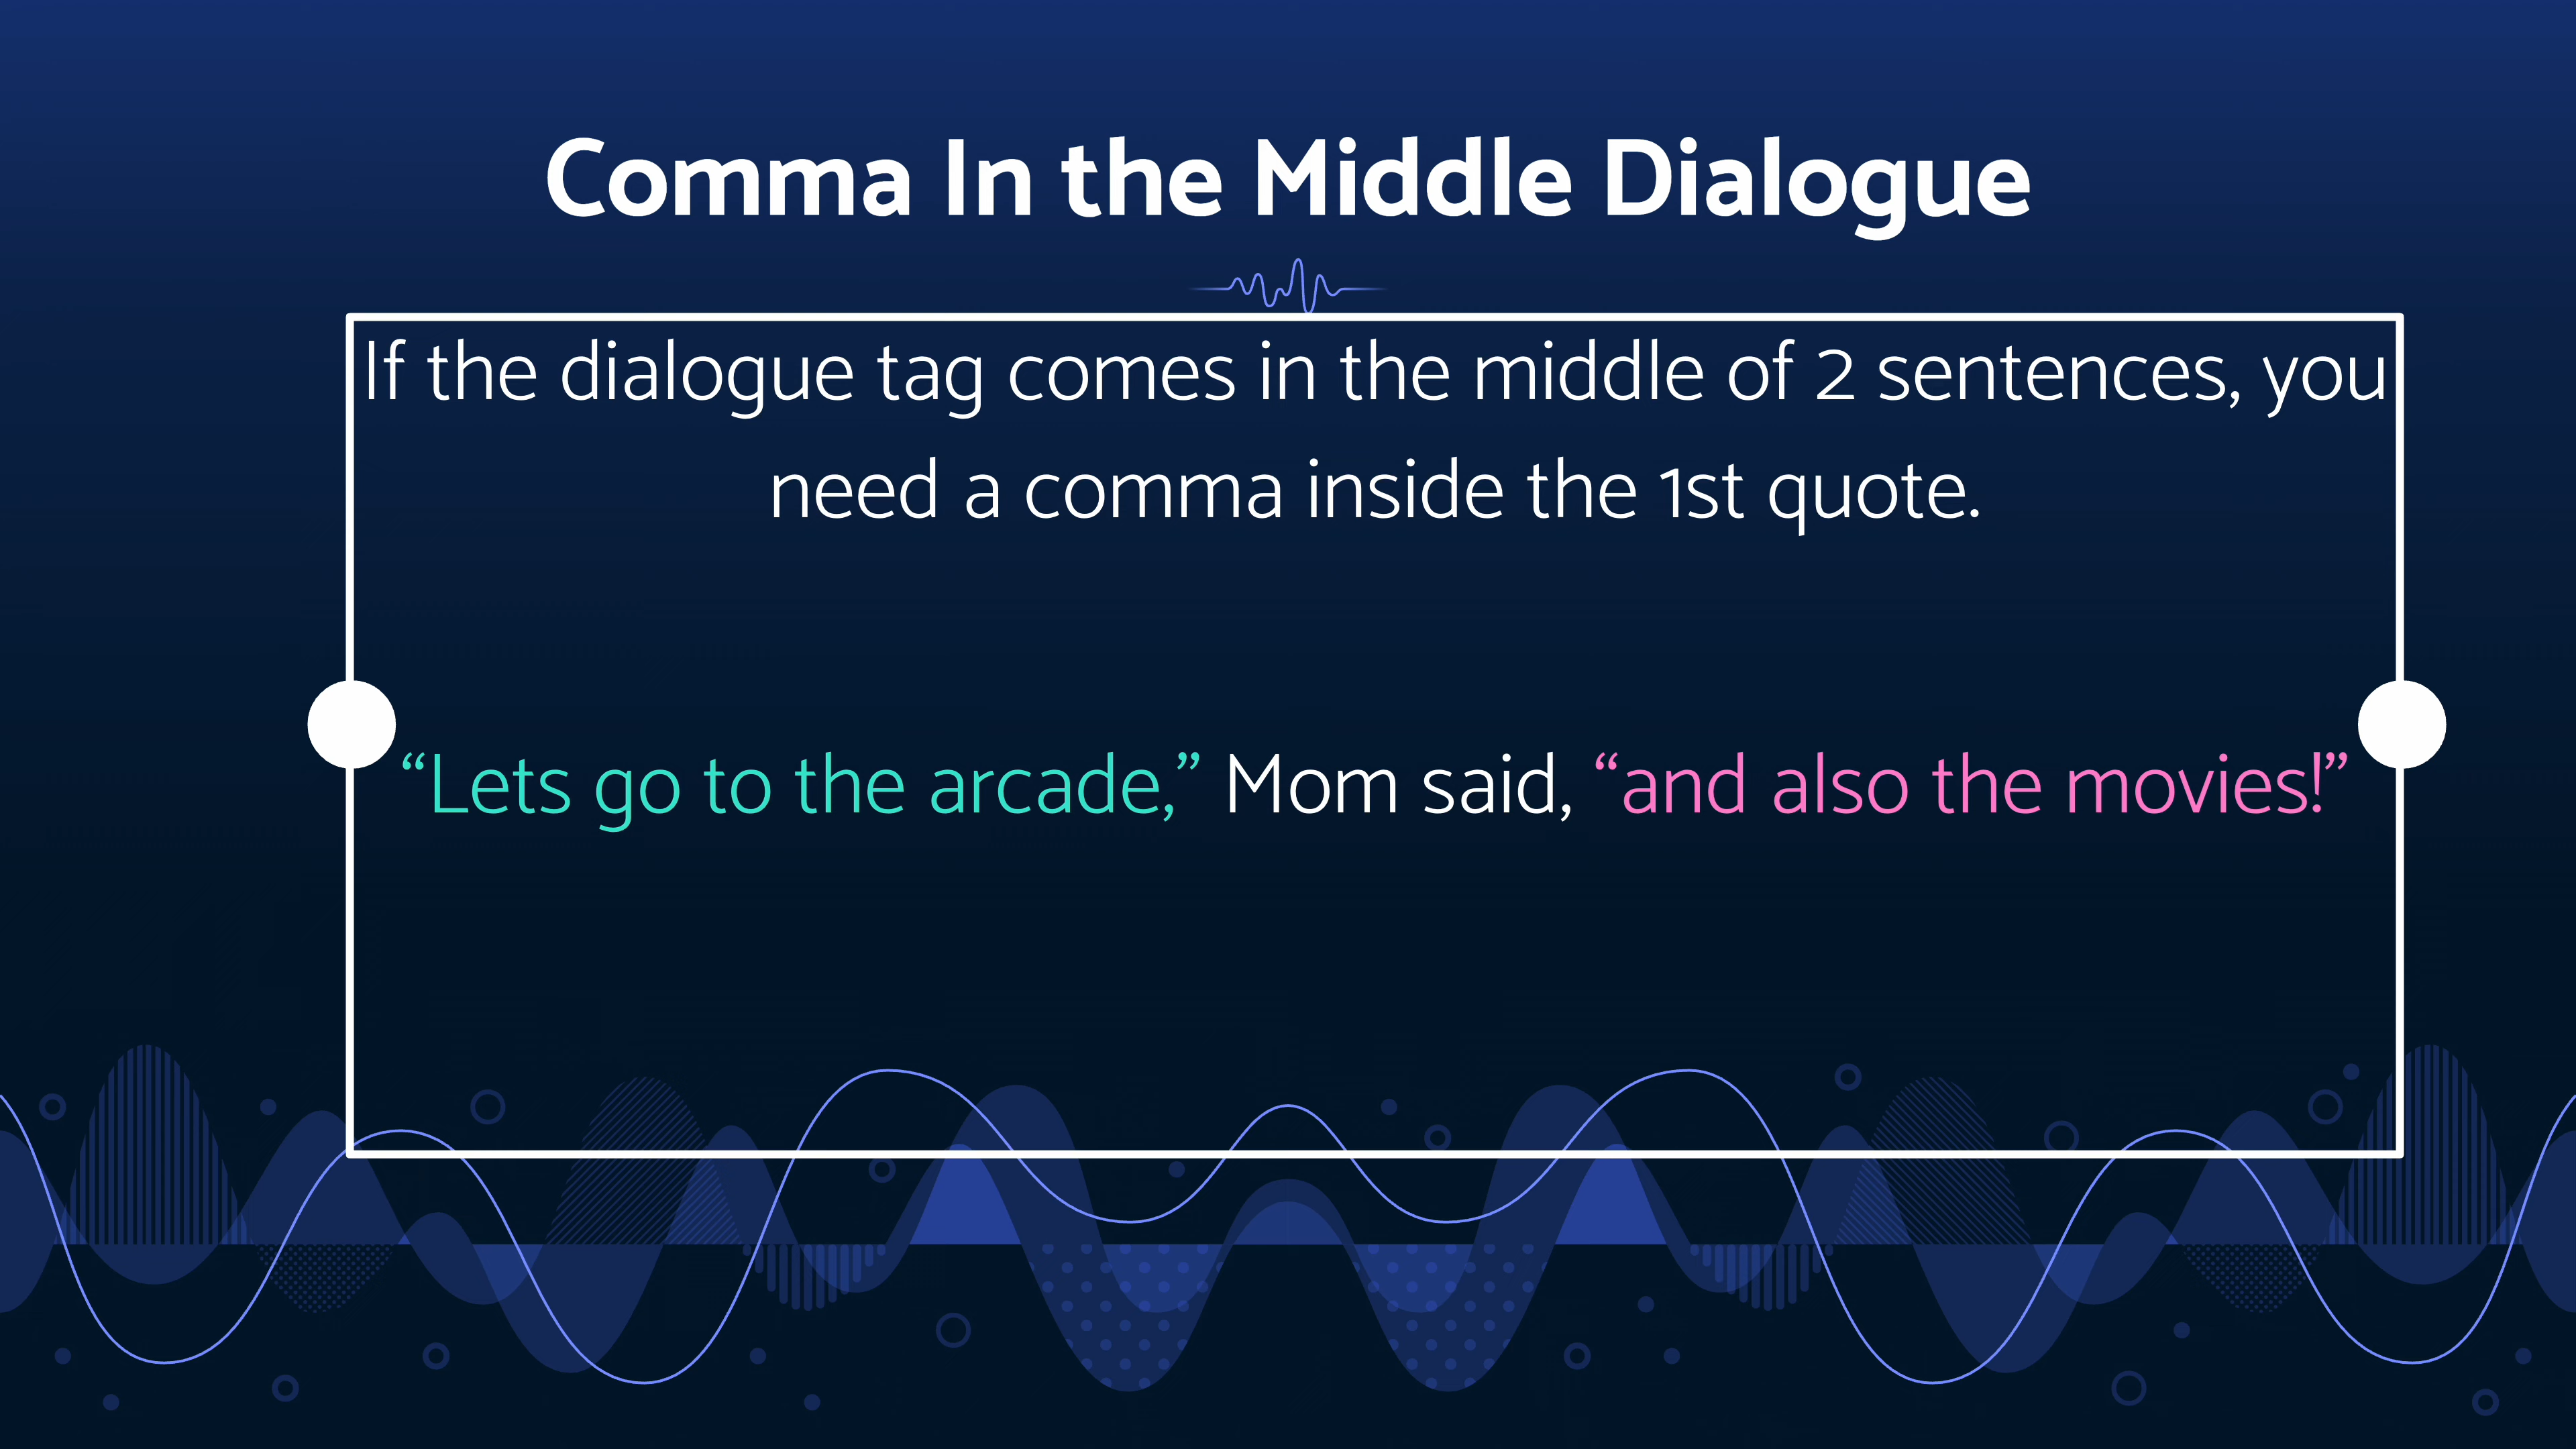 Comma In the Middle Dialogue
If the dialogue tag comes in the middle of 2 sentences, you
need a comma inside the 1st quote.
“Lets go to the arcade,” Mom said, “and also the movies!”